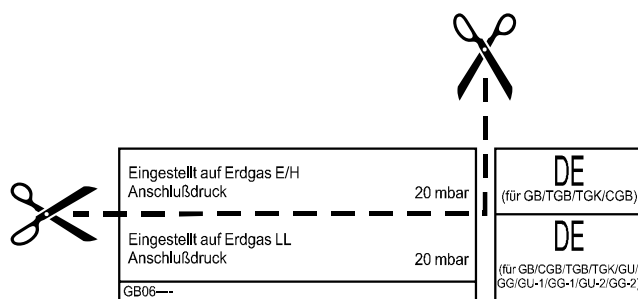 Eingestellt auf Erdgas E/H
Anschlußdruck 20 mbar
DE
(für GB/TGB/TGK/CGB)
Eingestellt auf Erdgas LL
Anschlußdruck 20 mbar
DE
(für GB/CGB/TGB/TGK/GU/
GG/GU-1/GG-1/GU-2/GG-2)
GB06----